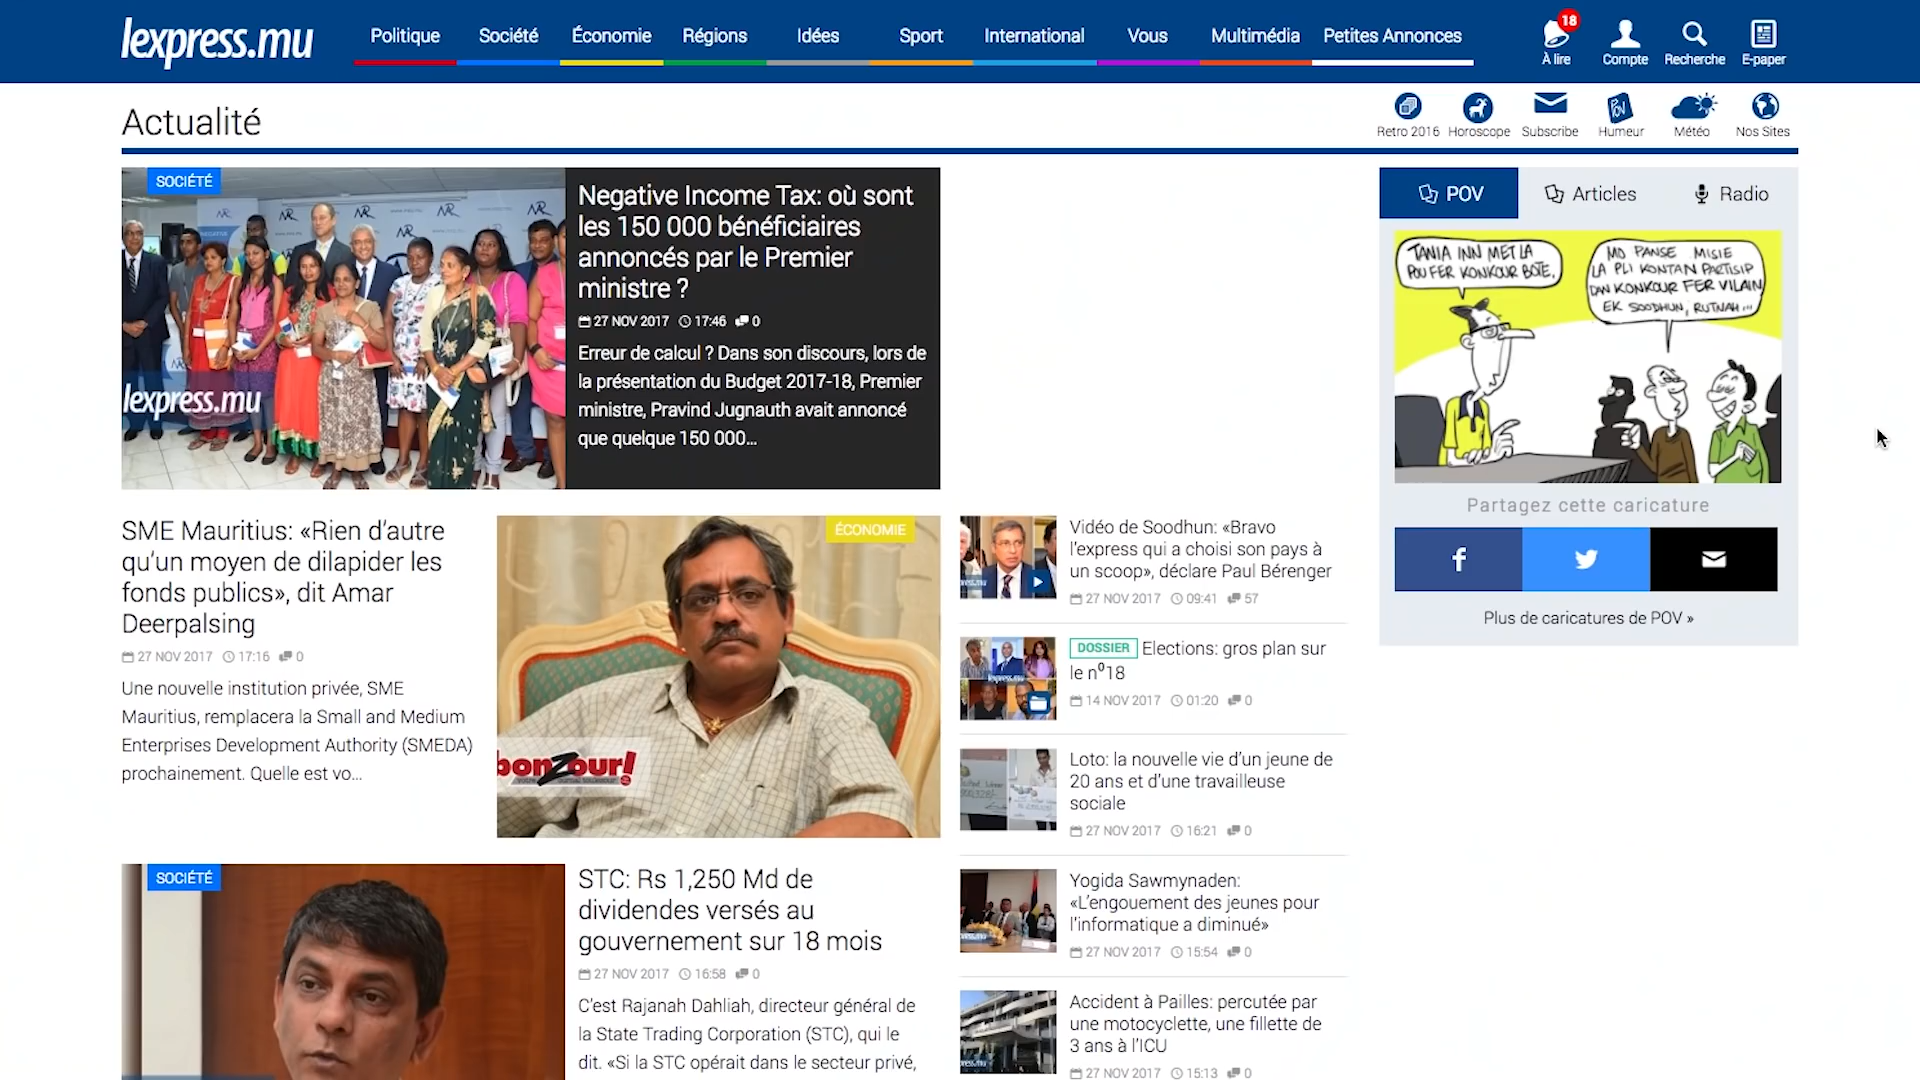 lexpress.mu
Politique
Société
Économie
Régions
Idées
Sport
International
Vous
Multimédia
Petites Annonces
18
À lire
Compte
Recherche
E-paper
Actualité
Retro 2016
Horoscope
Subscribe
Humeur
Météo
Nos Sites
SOCIÉTÉ
lexpress.mu
Negative Income Tax: où sont
les 150 000 bénéficiaires
annoncés par le Premier
ministre ?
27 NOV 2017 17:46 0
Erreur de calcul ? Dans son discours, lors de
la présentation du Budget 2017-18, Premier
ministre, Pravind Jugnauth avait annoncé
que quelque 150 000...
POV
Articles
Radio
TANIA INN MET LA
POU FER KONKOUR BOTE.
MO PANSE MISIE
LA PLI KONTAN PARTISIP
DAN KONKOUR FER VILAIN
EK SOODHUN, RUTNAH...
Partagez cette caricature
Plus de caricatures de POV »
SME Mauritius: «Rien d’autre
qu’un moyen de dilapider les
fonds publics», dit Amar
Deerpalsing
27 NOV 2017 17:16 0
Une nouvelle institution privée, SME
Mauritius, remplacera la Small and Medium
Enterprises Development Authority (SMEDA)
prochainement. Quelle est vo...
ÉCONOMIE
bonZour!
Vidéo de Soodhun: «Bravo
l’express qui a choisi son pays à
un scoop», déclare Paul Bérenger
27 NOV 2017 09:41 57
DOSSIER Elections: gros plan sur
le n⁰18
14 NOV 2017 01:20 0
Loto: la nouvelle vie d’un jeune de
20 ans et d’une travailleuse
sociale
27 NOV 2017 16:21 0
Yogida Sawmynaden:
«L’engouement des jeunes pour
l’informatique a diminué»
27 NOV 2017 15:54 0
Accident à Pailles: percutée par
une motocyclette, une fillette de
3 ans à l’ICU
27 NOV 2017 15:13 0
SOCIÉTÉ
STC: Rs 1,250 Md de
dividendes versés au
gouvernement sur 18 mois
27 NOV 2017 16:58 0
C’est Rajanah Dahliah, directeur général de
la State Trading Corporation (STC), qui le
dit. «Si la STC opérait dans le secteur privé,